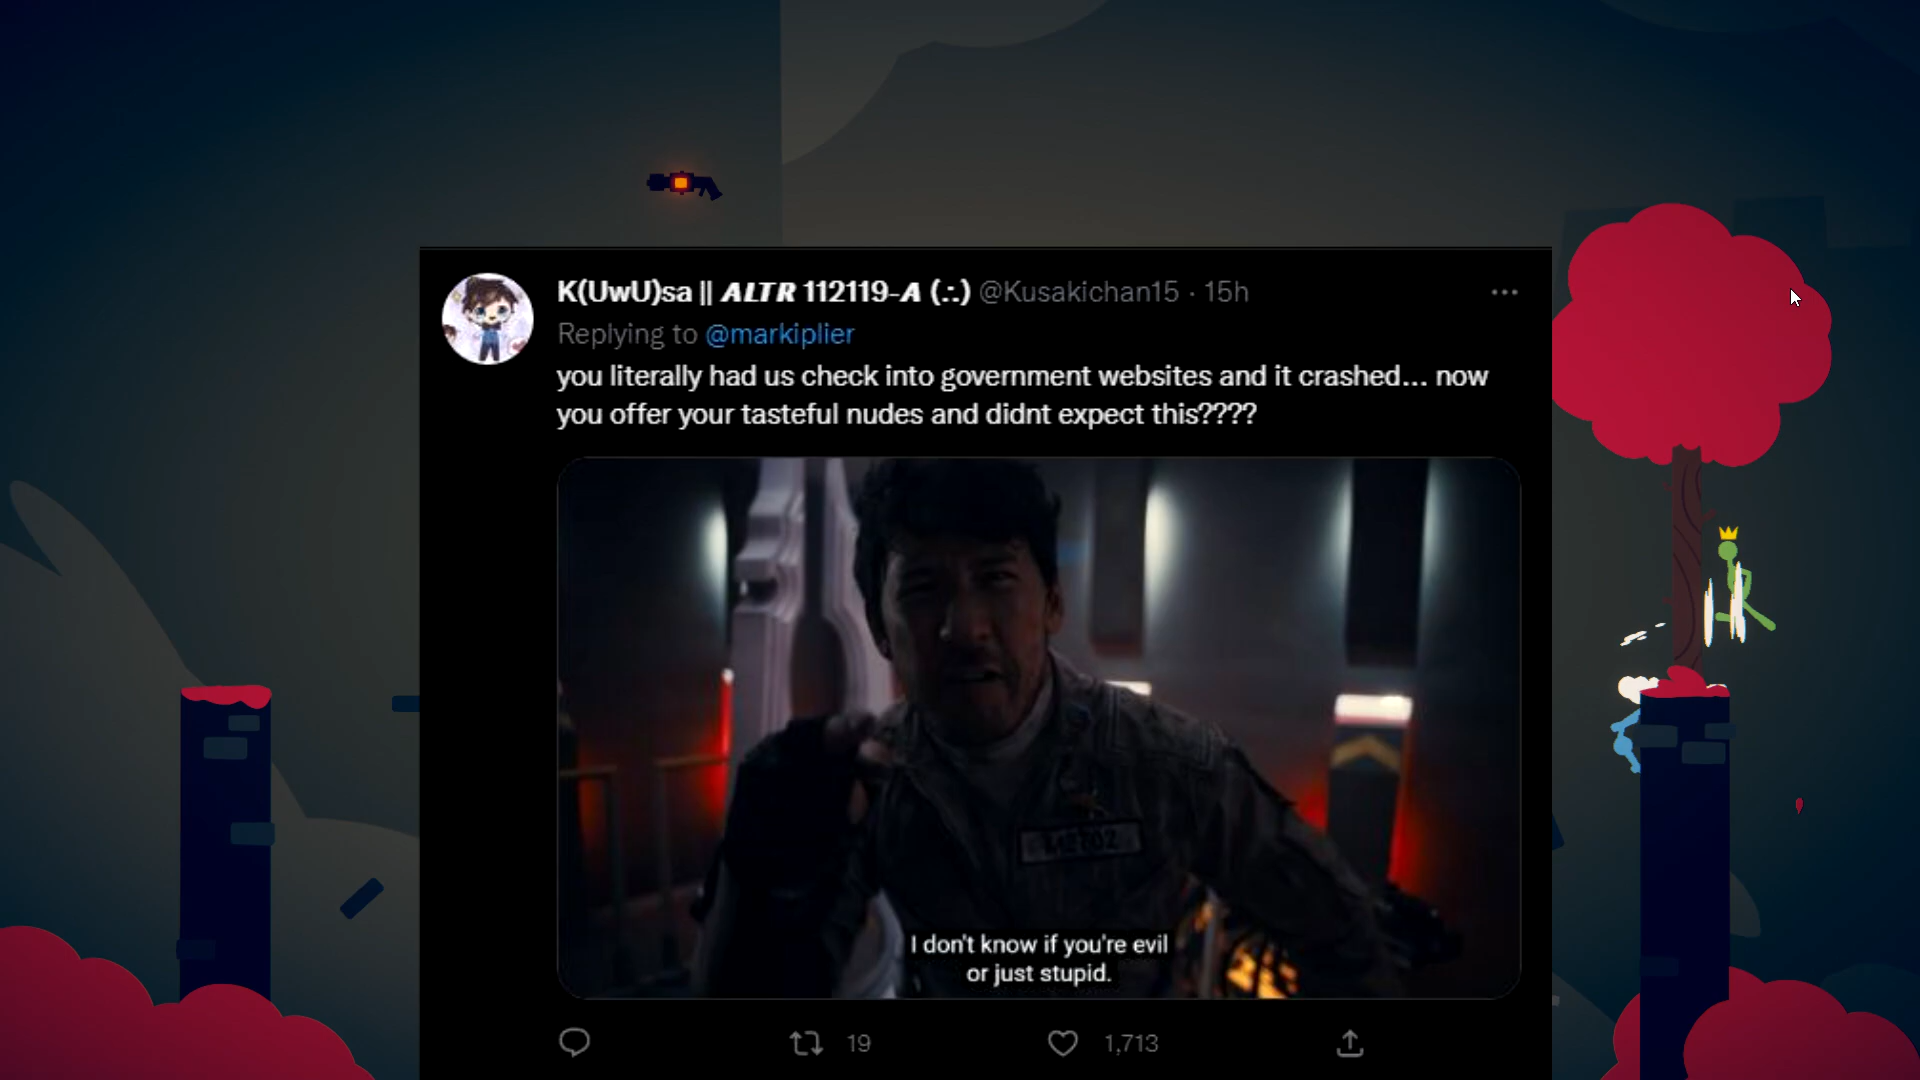 K(UwU)sa || ALTR 112119-A (∴) @Kusakichan15 · 15h
Replying to @markiplier
you literally had us check into government websites and it crashed... now
you offer your tasteful nudes and didnt expect this????
I don't know if you're evil
or just stupid.
19
1,713